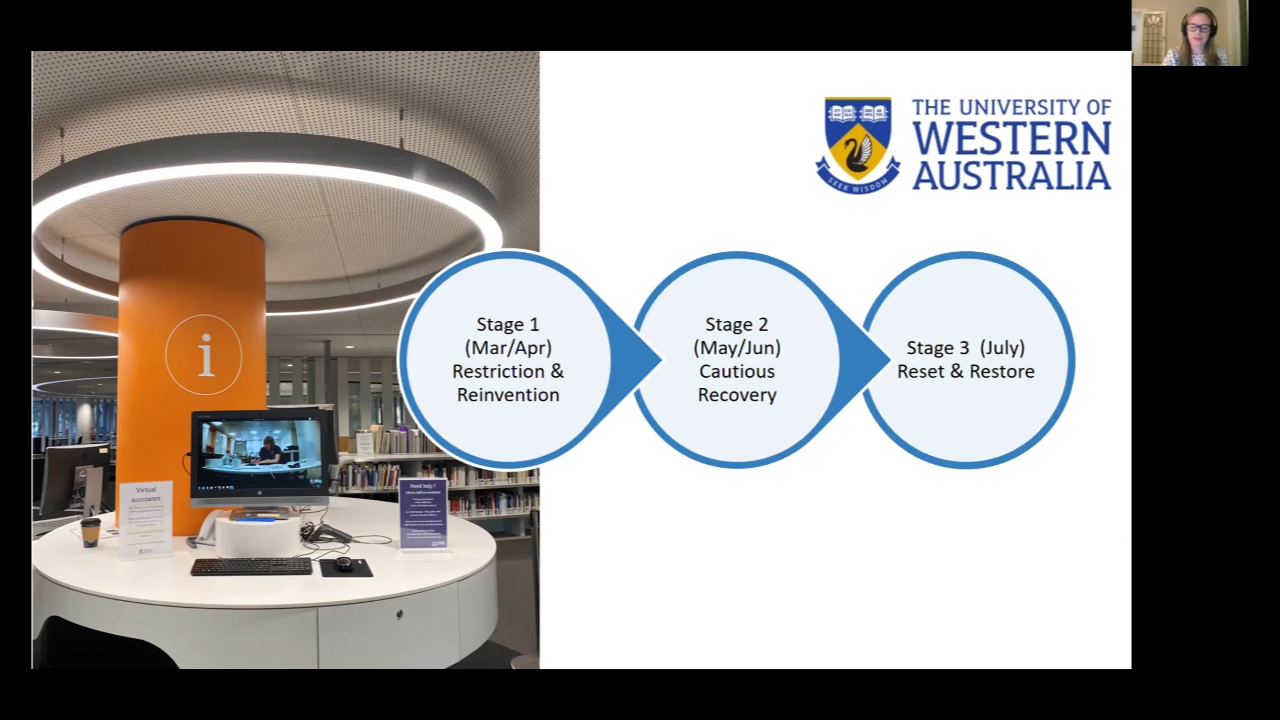 THE UNIVERSITY OF
WESTERN
AUSTRALIA
SEEK WISDOM
Stage 1
(Mar/Apr)
Restriction &
Reinvention
Stage 2
(May/Jun)
Cautious
Recovery
Stage 3 (July)
Reset & Restore
i
Virtual
assistance
Need help ?